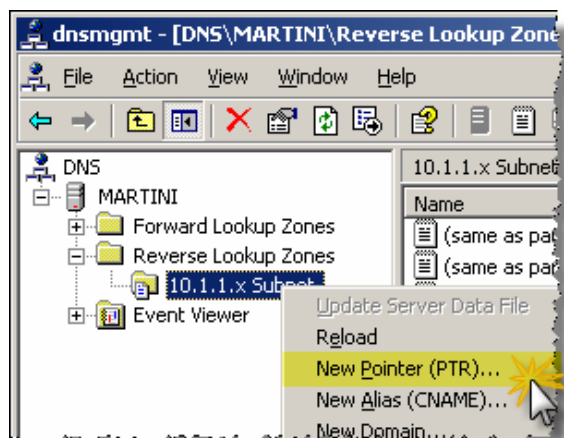 dnsmgmt - [DNS\MARTINI\Reverse Lookup Zone
File Action View Window Help
DNS
MARTINI
Forward Lookup Zones
Reverse Lookup Zones
10.1.1.x Subnet
Event Viewer
10.1.1.x Subnet
Name
(same as pa
(same as pa
Update Server Data File
Reload
New Pointer (PTR)...
New Alias (CNAME)...
New Domain...